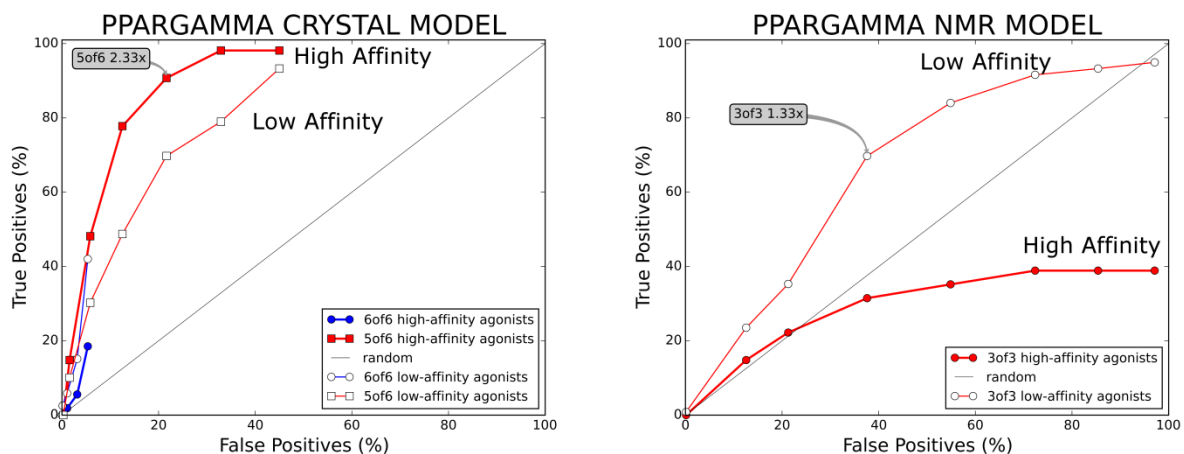 PPARGAMMA CRYSTAL MODEL
100
80
60
40
20
0
True Positives (%)
5of6 2.33x
High Affinity
Low Affinity
6of6 high-affinity agonists
5of6 high-affinity agonists
random
6of6 low-affinity agonists
5of6 low-affinity agonists
0
20
40
60
80
100
False Positives (%)
PPARGAMMA NMR MODEL
100
80
60
40
20
0
True Positives (%)
Low Affinity
3of3 1.33x
High Affinity
3of3 high-affinity agonists
random
3of3 low-affinity agonists
0
20
40
60
80
100
False Positives (%)